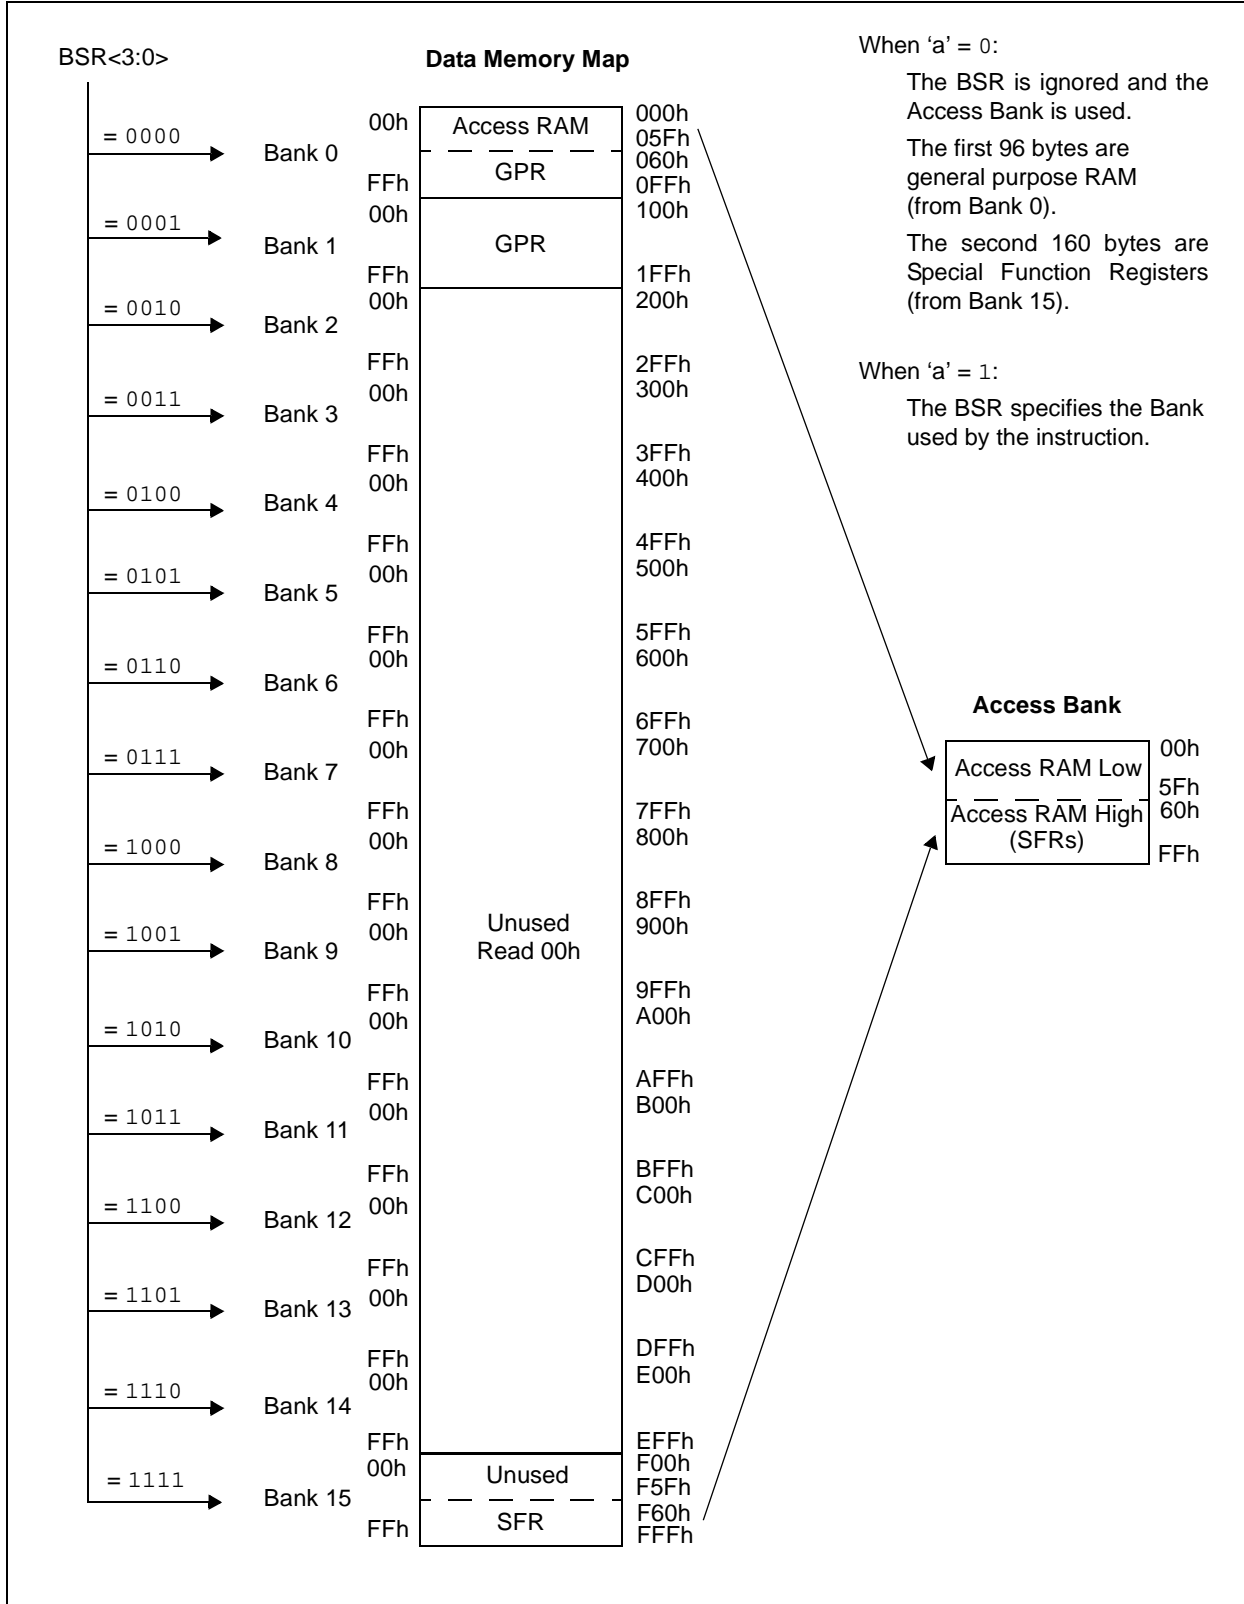 BSR<3:0>
Data Memory Map
When ‘a’ = 0:
The BSR is ignored and the
Access Bank is used.
The first 96 bytes are
general purpose RAM
(from Bank 0).
The second 160 bytes are
Special Function Registers
(from Bank 15).
When ‘a’ = 1:
The BSR specifies the Bank
used by the instruction.
= 0000
Bank 0
00h
Access RAM
000h
05Fh
060h
GPR
FFh
0FFh
= 0001
Bank 1
00h
100h
GPR
FFh
1FFh
= 0010
Bank 2
00h
200h
FFh
2FFh
= 0011
Bank 3
00h
300h
FFh
3FFh
= 0100
Bank 4
00h
400h
FFh
4FFh
= 0101
Bank 5
00h
500h
FFh
5FFh
= 0110
Bank 6
00h
600h
FFh
6FFh
= 0111
Bank 7
00h
700h
FFh
7FFh
= 1000
Bank 8
00h
800h
FFh
8FFh
= 1001
Bank 9
00h
900h
Unused
Read 00h
FFh
9FFh
= 1010
Bank 10
00h
A00h
FFh
AFFh
= 1011
Bank 11
00h
B00h
FFh
BFFh
= 1100
Bank 12
00h
C00h
FFh
CFFh
= 1101
Bank 13
00h
D00h
FFh
DFFh
= 1110
Bank 14
00h
E00h
FFh
EFFh
= 1111
Bank 15
00h
F00h
Unused
F5Fh
F60h
SFR
FFh
FFFh
Access Bank
Access RAM Low
00h
5Fh
Access RAM High
(SFRs)
60h
FFh